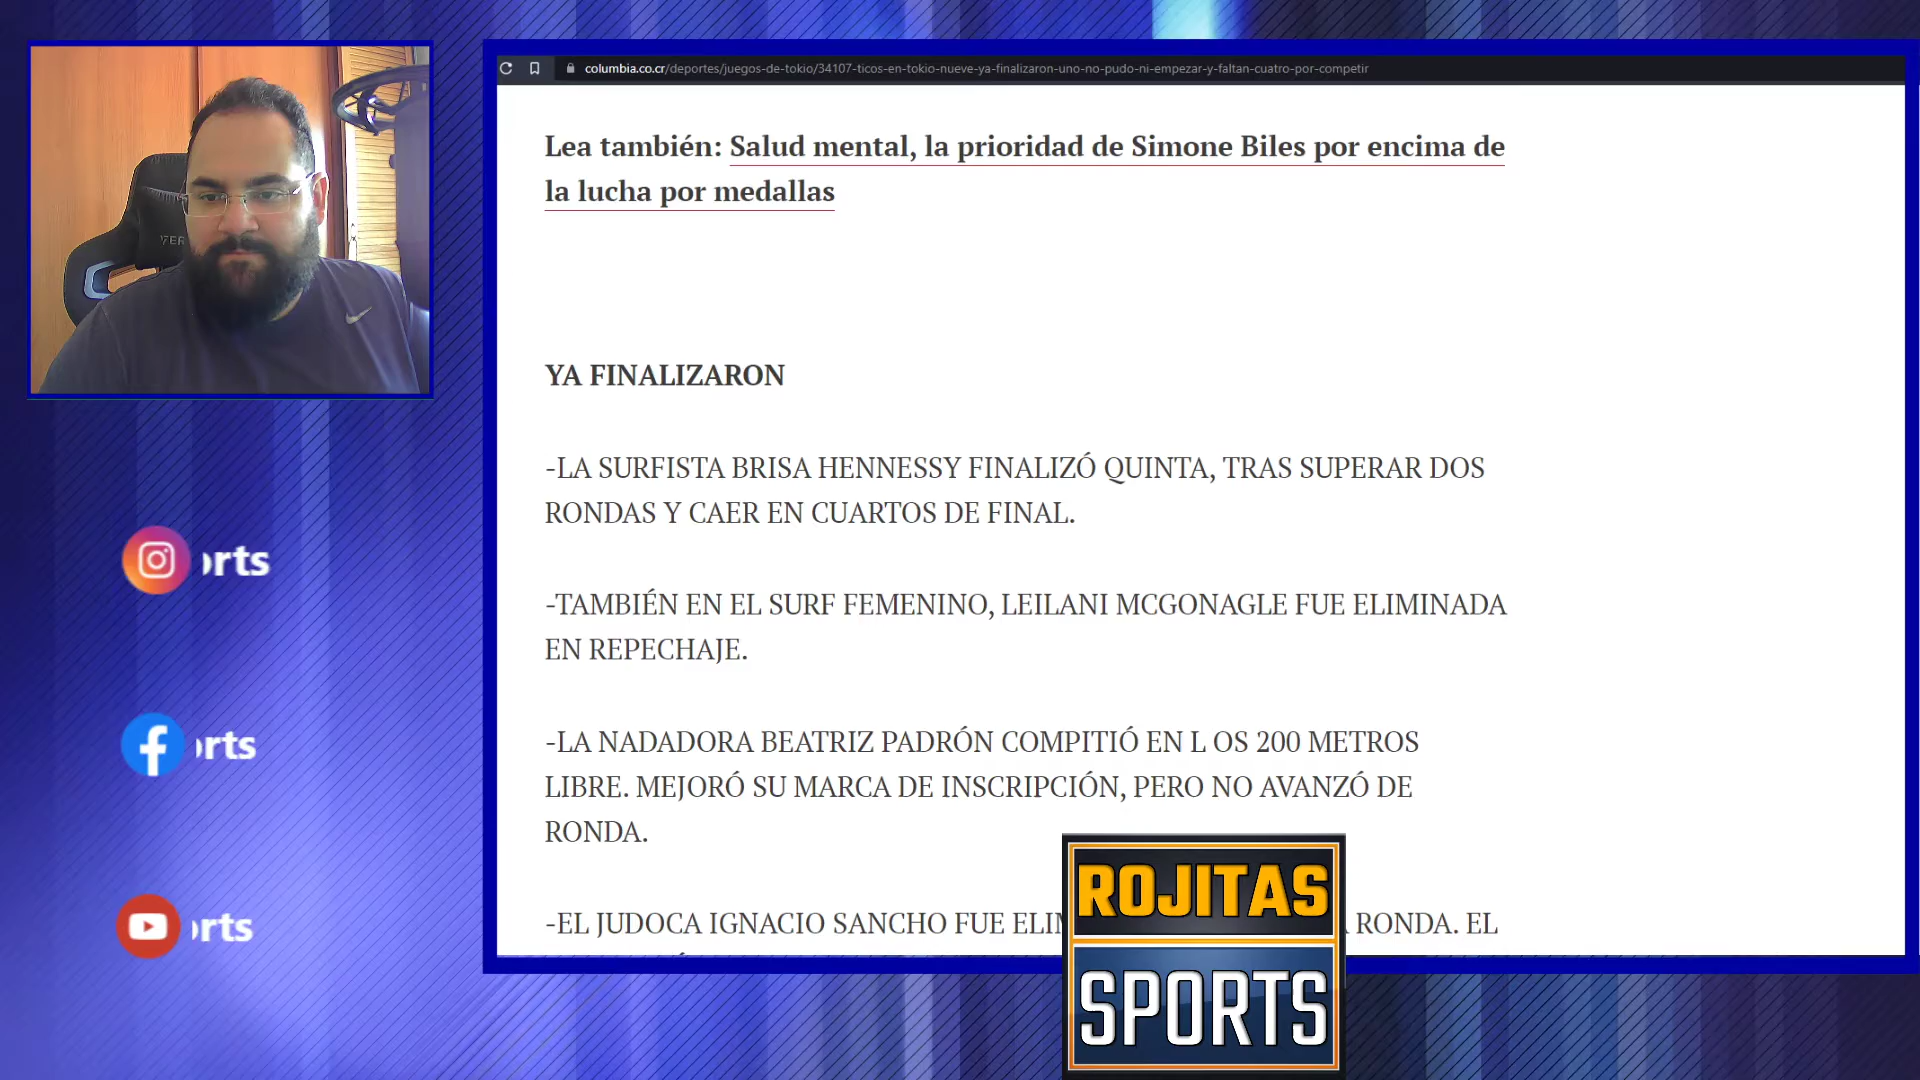 columbia.co.cr/deportes/juegos-de-tokio/34107-ticos-en-tokio-nueve-ya-finalizaron-uno-no-pudo-ni-empezar-y-faltan-cuatro-por-competir
Lea también: Salud mental, la prioridad de Simone Biles por encima de
la lucha por medallas
YA FINALIZARON
-LA SURFISTA BRISA HENNESSY FINALIZÓ QUINTA, TRAS SUPERAR DOS
RONDAS Y CAER EN CUARTOS DE FINAL.
-TAMBIÉN EN EL SURF FEMENINO, LEILANI MCGONAGLE FUE ELIMINADA
EN REPECHAJE.
-LA NADADORA BEATRIZ PADRÓN COMPITIÓ EN L OS 200 METROS
LIBRE. MEJORÓ SU MARCA DE INSCRIPCIÓN, PERO NO AVANZÓ DE
RONDA.
-EL JUDOCA IGNACIO SANCHO FUE RONDA. EL
orts
orts
orts
ROJITAS
SPORTS